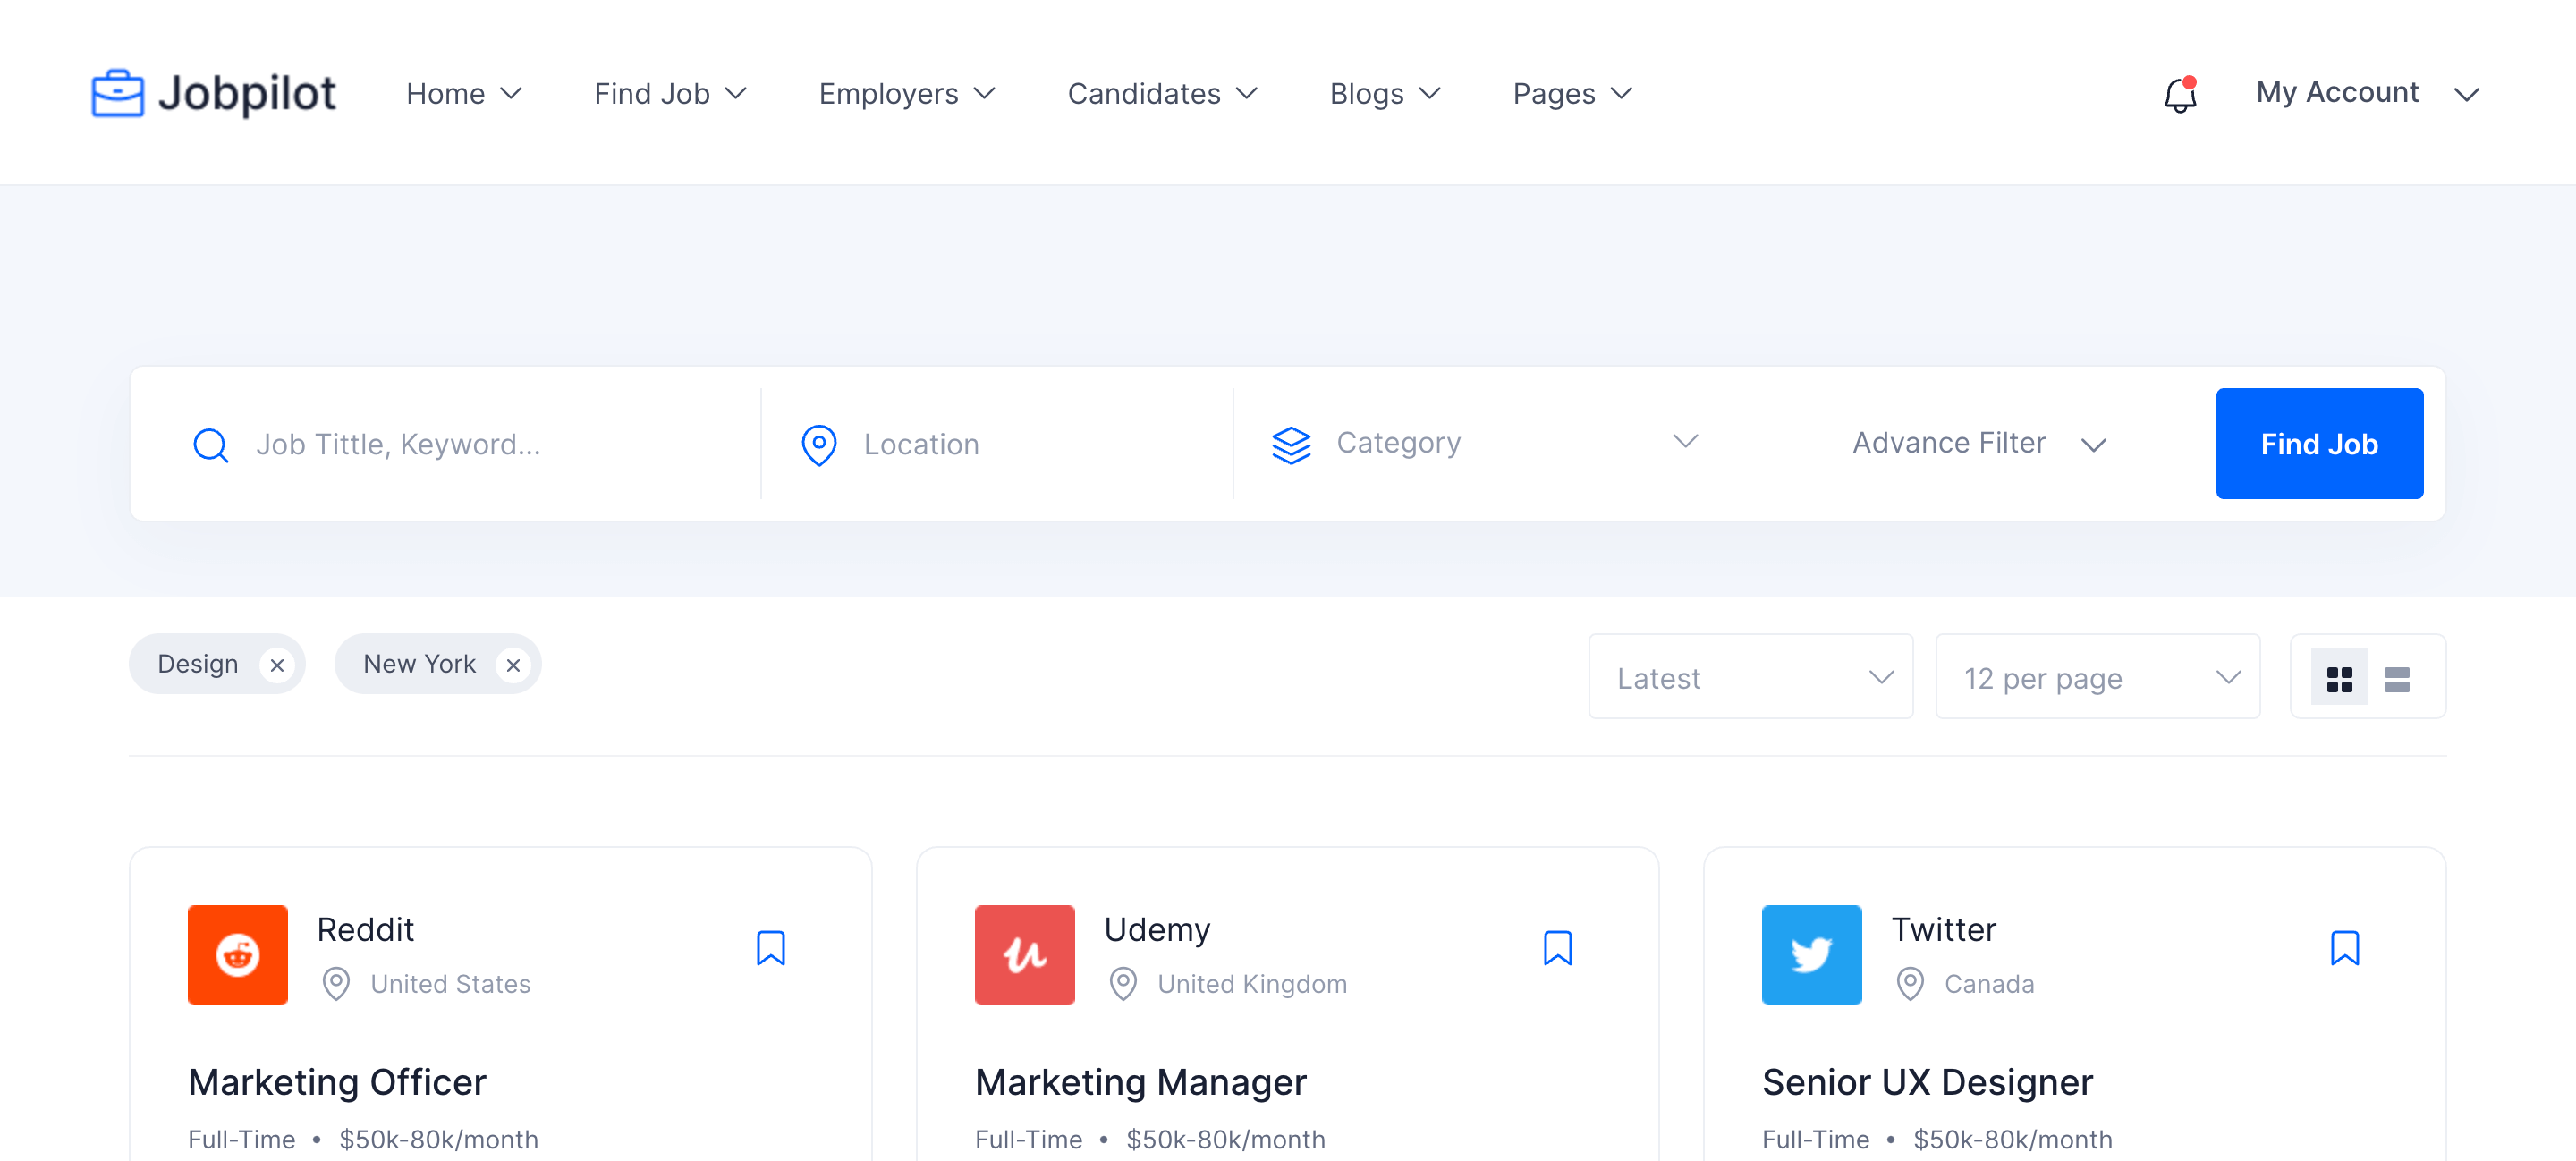 Jobpilot Home Find Job Employers Candidates Blogs Pages My Account
Job Tittle, Keyword... Location Category Advance Filter Find Job
Design New York Latest 12 per page
Reddit
United States
Marketing Officer
Full-Time • $50k-80k/month
Udemy
United Kingdom
Marketing Manager
Full-Time • $50k-80k/month
Twitter
Canada
Senior UX Designer
Full-Time • $50k-80k/month